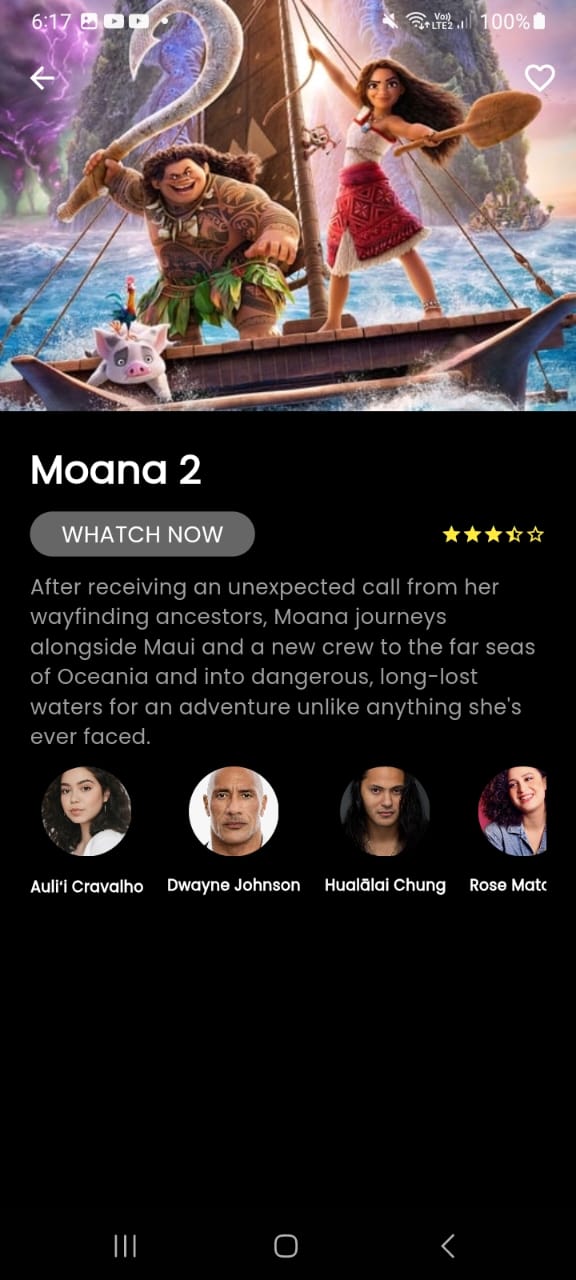 6:17 Vo)) LTE2 100%
Moana 2
WHATCH NOW
After receiving an unexpected call from her
wayfinding ancestors, Moana journeys
alongside Maui and a new crew to the far seas
of Oceania and into dangerous, long-lost
waters for an adventure unlike anything she's
ever faced.
Auliʻi Cravalho Dwayne Johnson Hualālai Chung Rose Mata